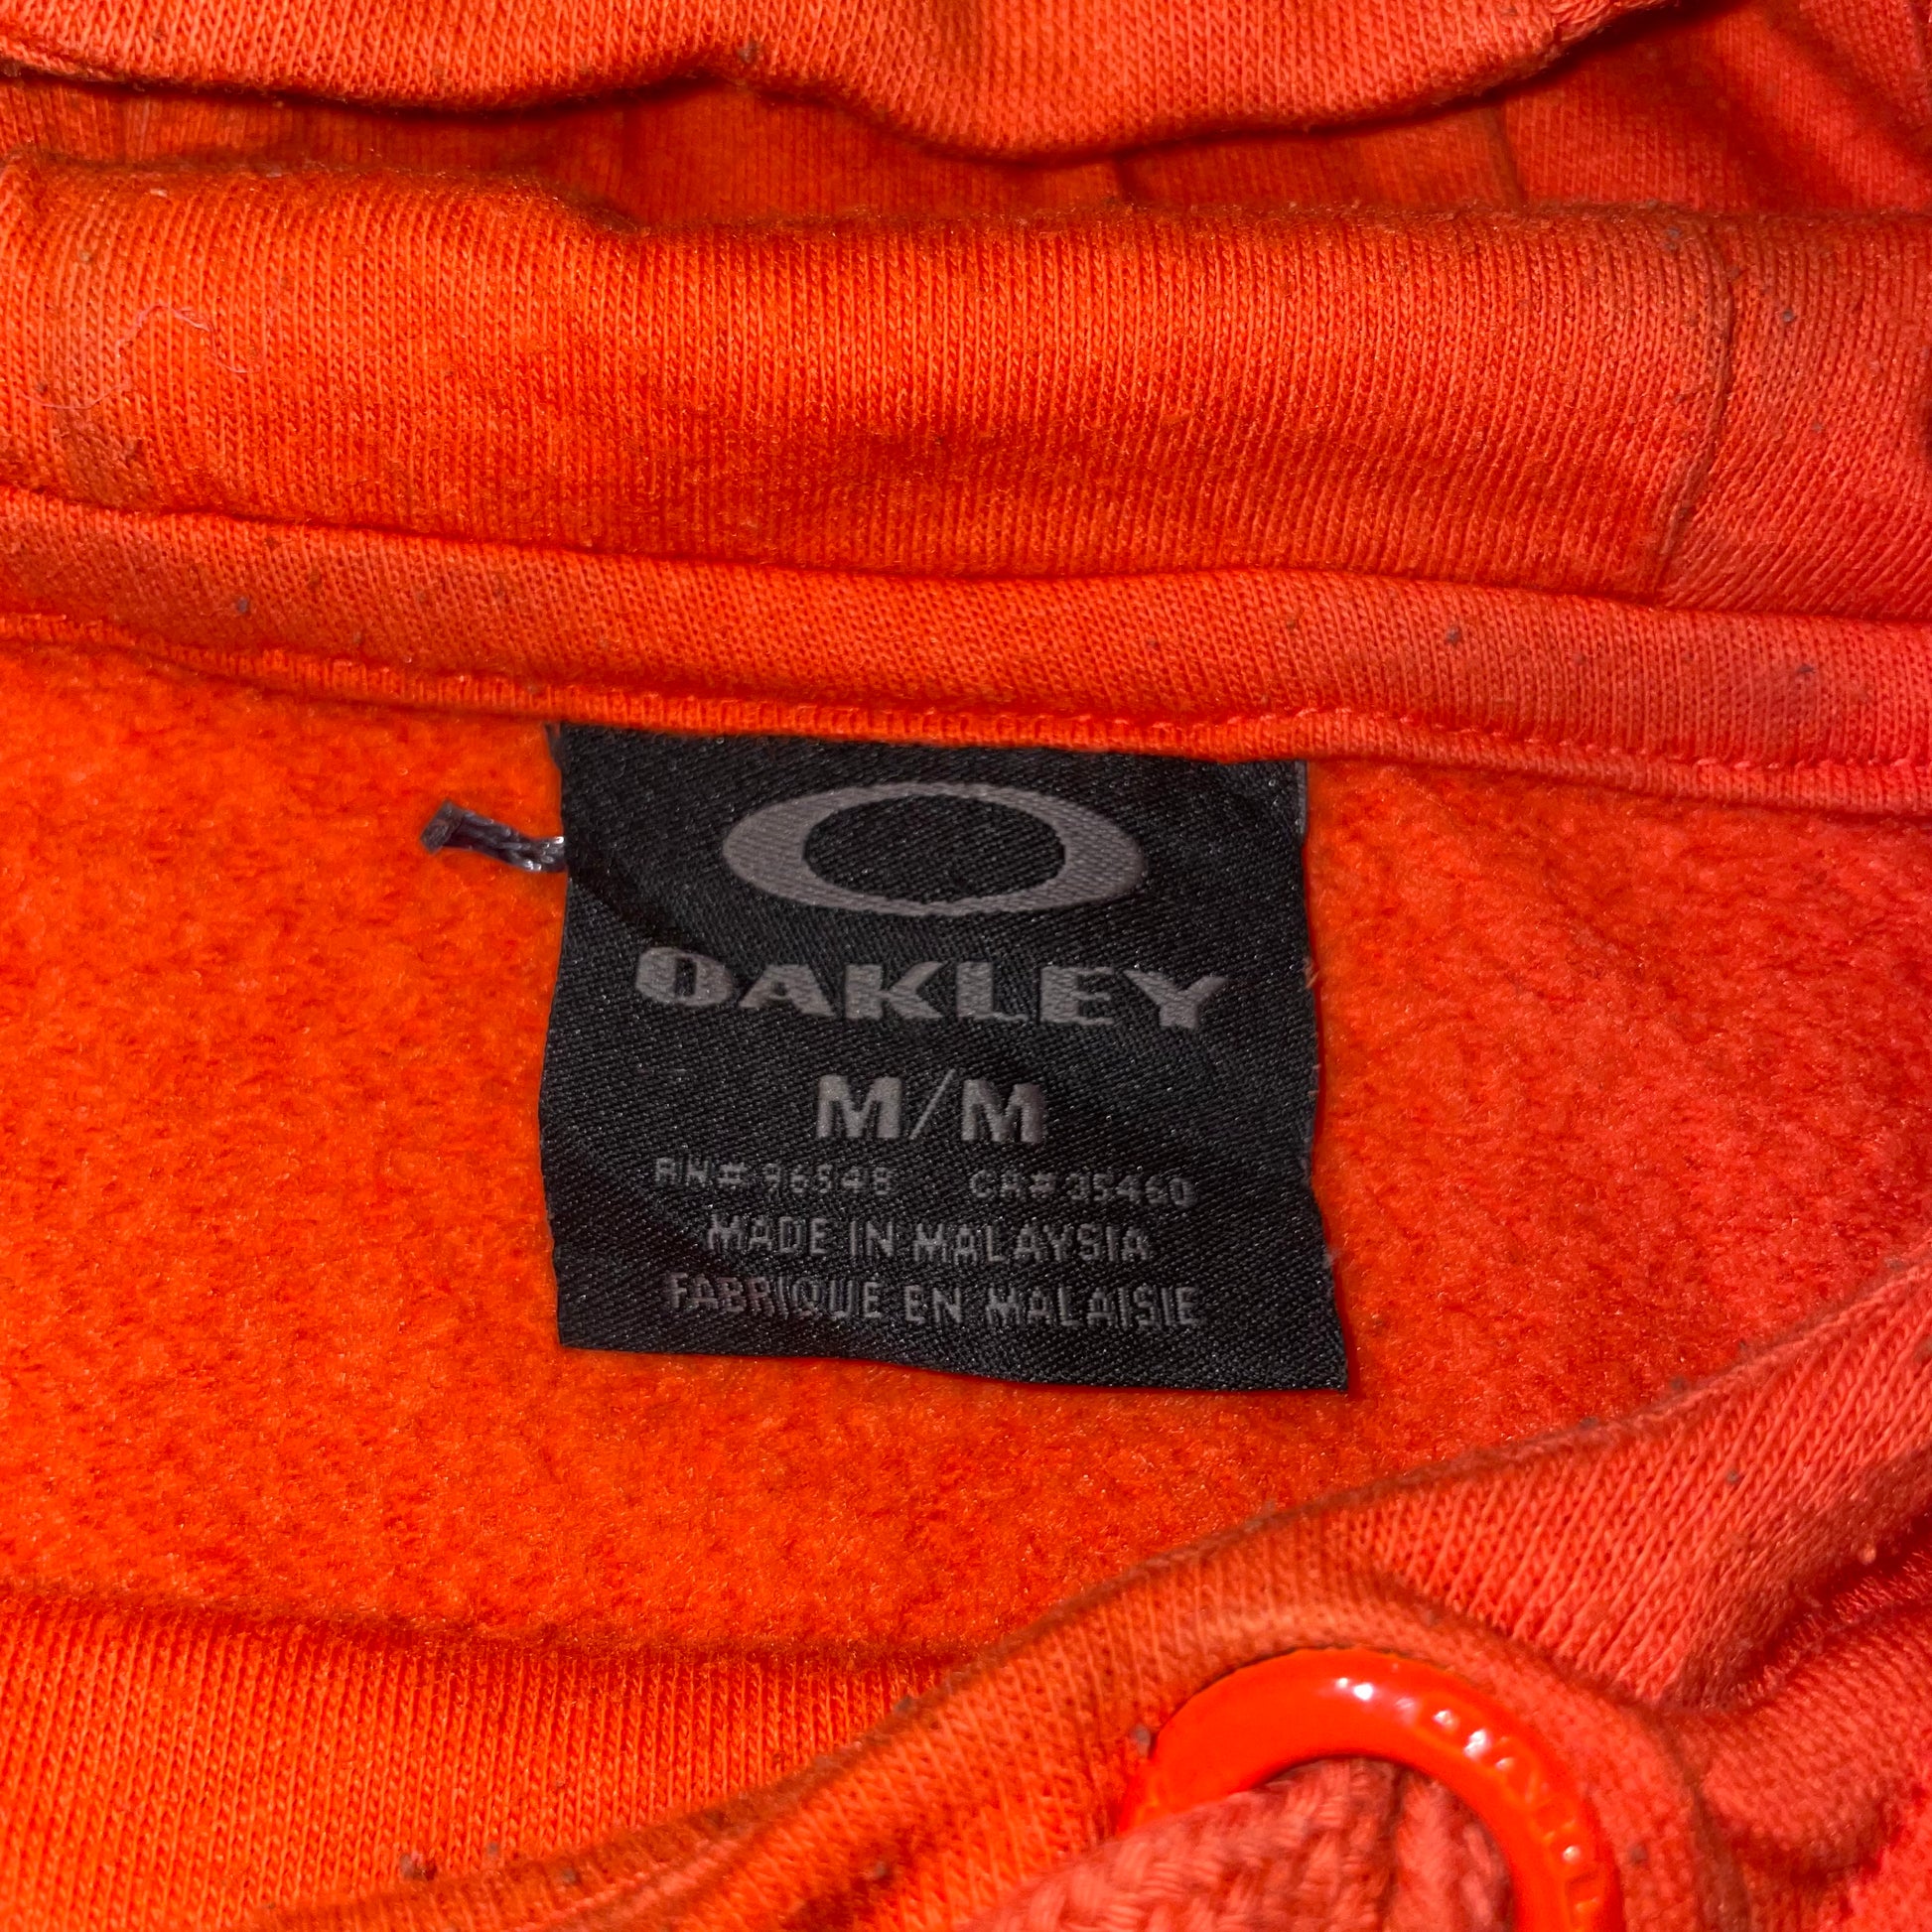 OAKLEY
M/M
RN# 96548 CA# 35460
MADE IN MALAYSIA
FABRIQUÉ EN MALAISIE